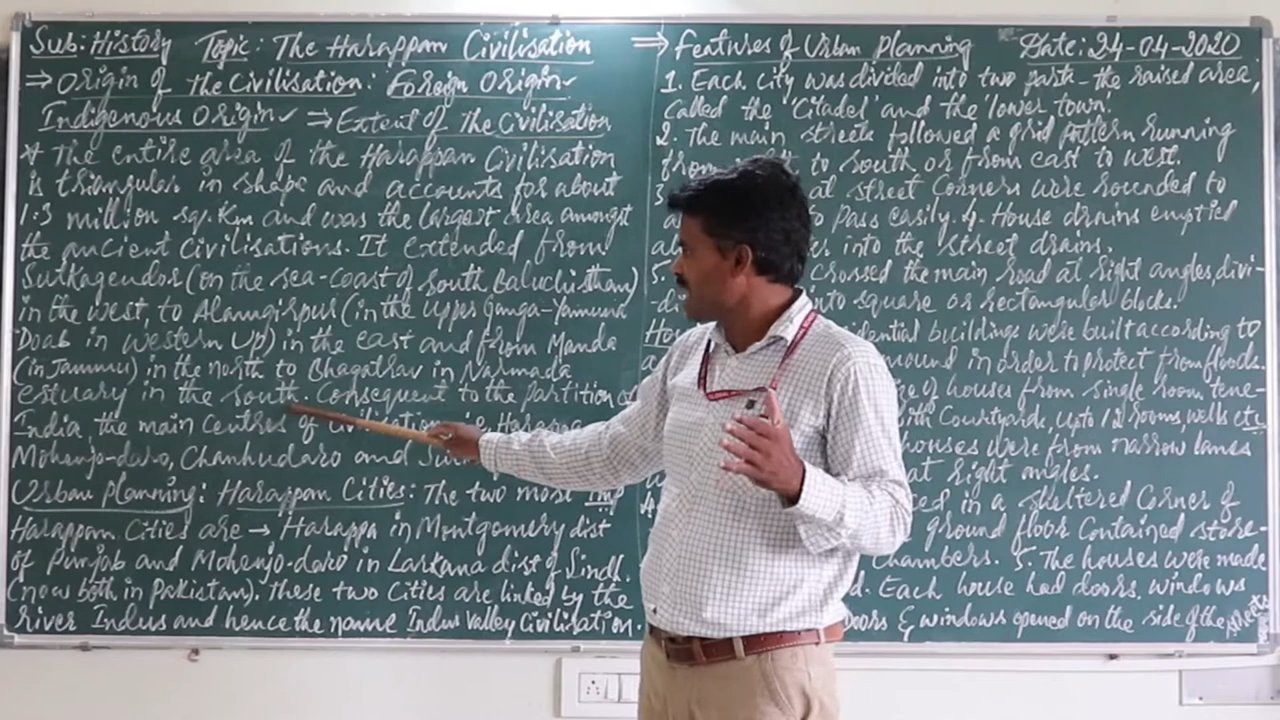 Sub: History Topic: The Harappan Civilisation
⇒ Origin of the Civilisation: Foreign Origin✓
Indigenous Origin✓ ⇒ Extent of The Civilisation
* The entire area of the Harappan Civilisation
is triangular in shape and accounts for about
1.3 million sq. Km and was the largest area amongst
the ancient civilisations. It extended from
Sutkagendor (on the sea-coast of south Baluchisthan)
in the west, to Alamgirpur (in the upper Ganga-Yamuna
Doab in Western Up) in the east and from Manda
(in Jammu) in the north to Bhagatrav in Narmada
estuary in the south Consequent to the partition of
India the main Centres of
Mohenjo-daro, Chanhudaro and
Urban Planning: Harappan Cities: The two most Imp
Harappan Cities are → Harappa in Montgomery dist
of Punjab and Mohenjo-daro in Larkana dist of Sindh.
(now both in Pakistan). These two Cities are linked by the
river Indus and hence the name Indus Valley Civilisation.
⇒ Features of Urban Planning Date: 24-04-2020
1. Each City was divided into two parts - the raised area,
called the 'Citadel' and the 'lower town'.
2. The main streets followed a grid pattern running
from to south or from east to west.
3 at street Corners were rounded to
to pass easily. 4. House drains emptied
into the street drains.
5 crossed the main road at right angles, divi-
-d into square or rectangular blocks.
Hou idential buildings were built according to
mound in order to protect from floods.
of houses from single room tene-
Courtyards, upto 12 rooms, wells etc.
houses were from narrow lanes
at right angles.
in a sheltered Corner of
ground floor Contained store-
chambers. 5. The houses were made
d. Each house had doors, windows
Doors & windows opened on the side of the streets